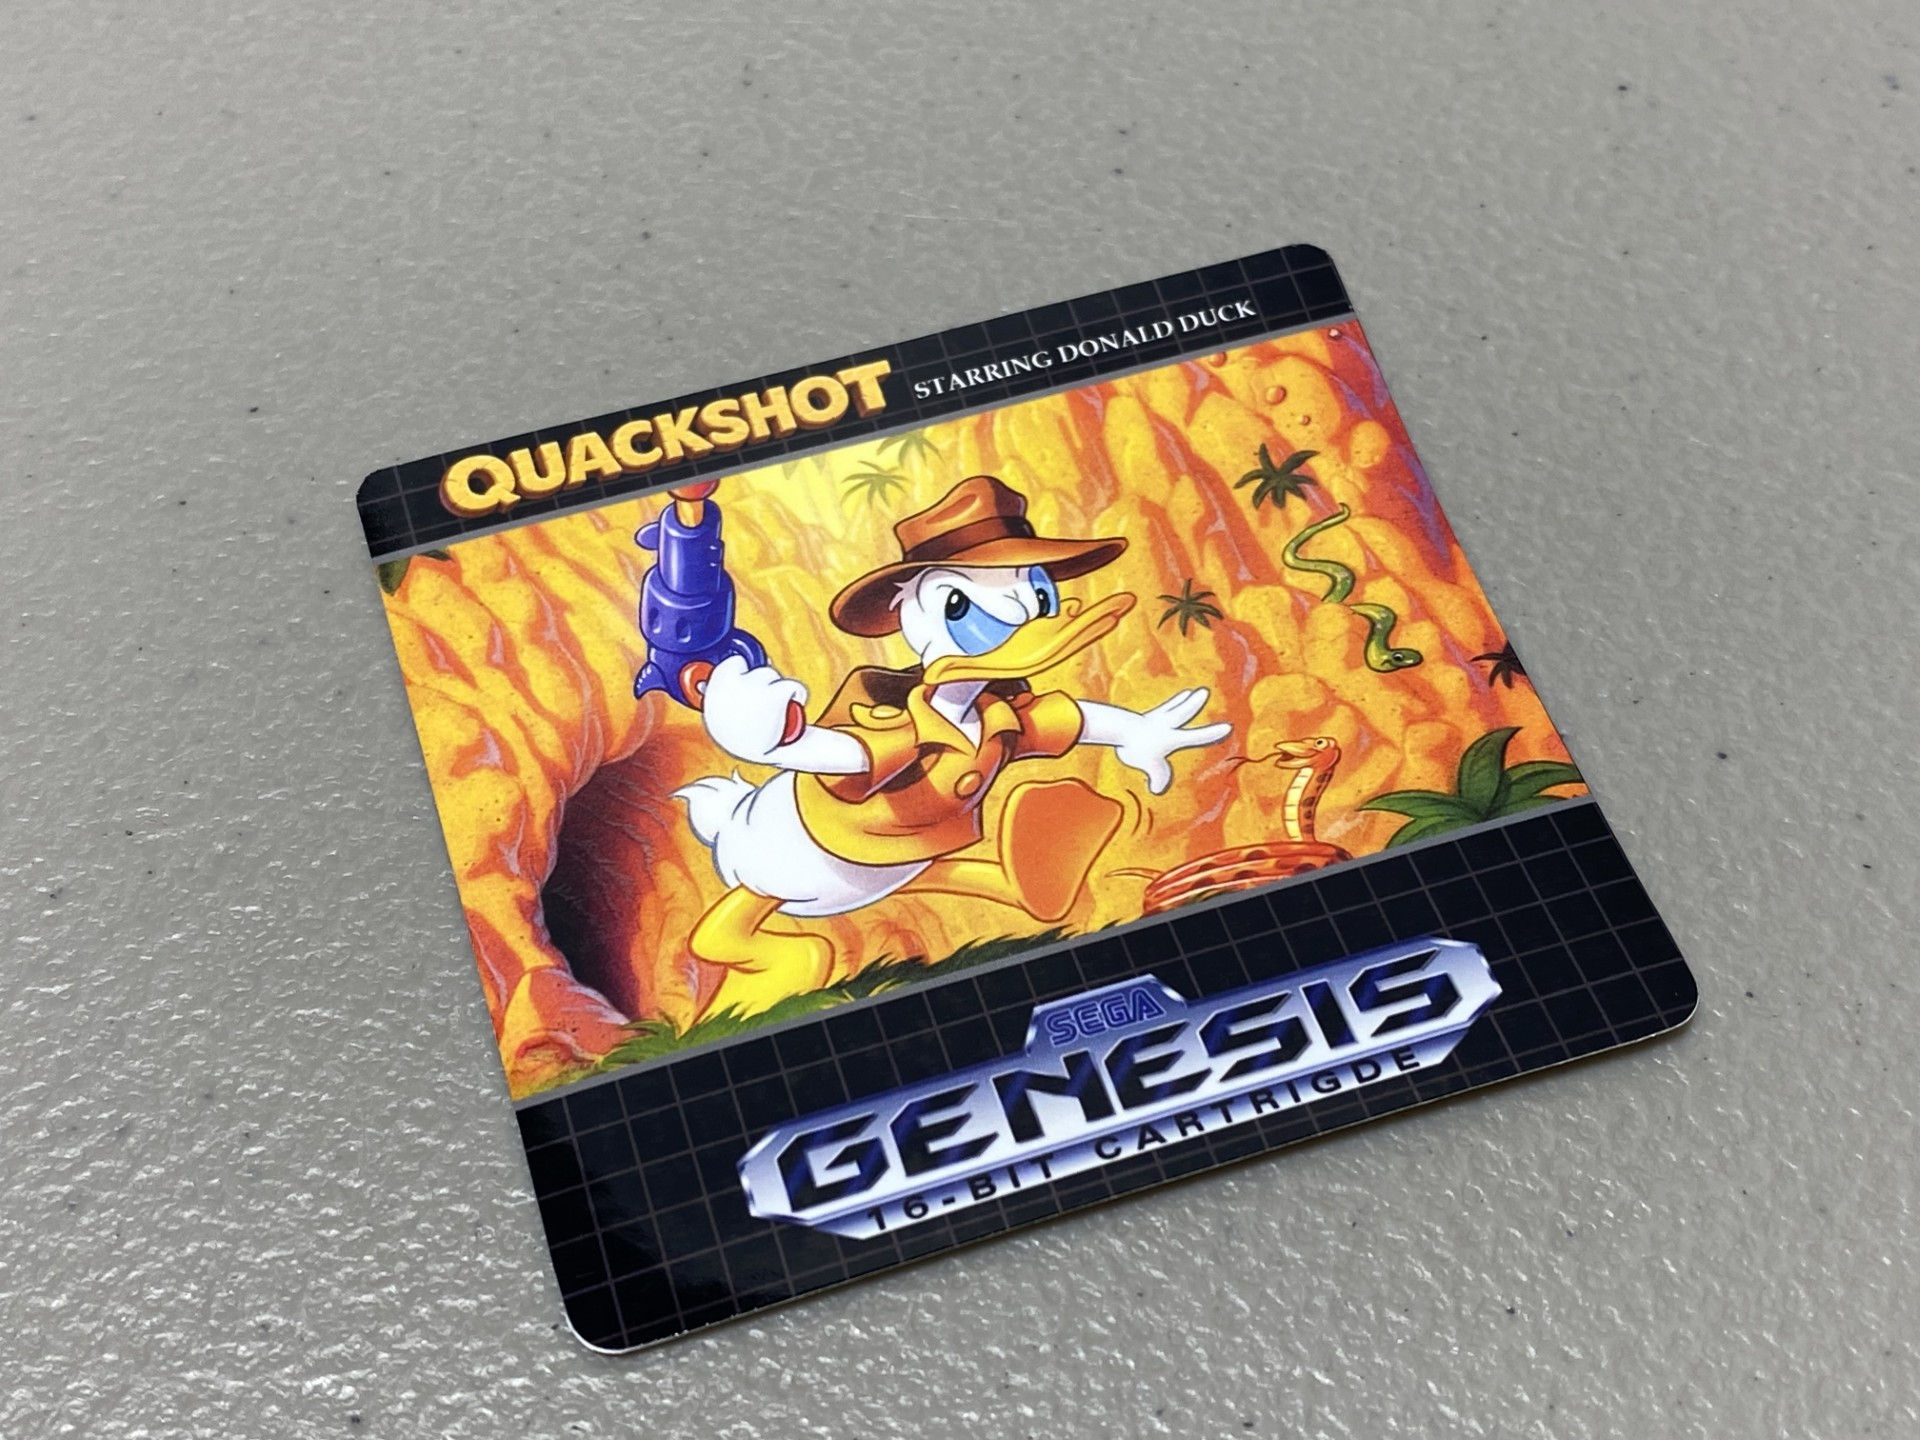 QUACKSHOT STARRING DONALD DUCK
SEGA
GENESIS
16-BIT CARTRIGDE